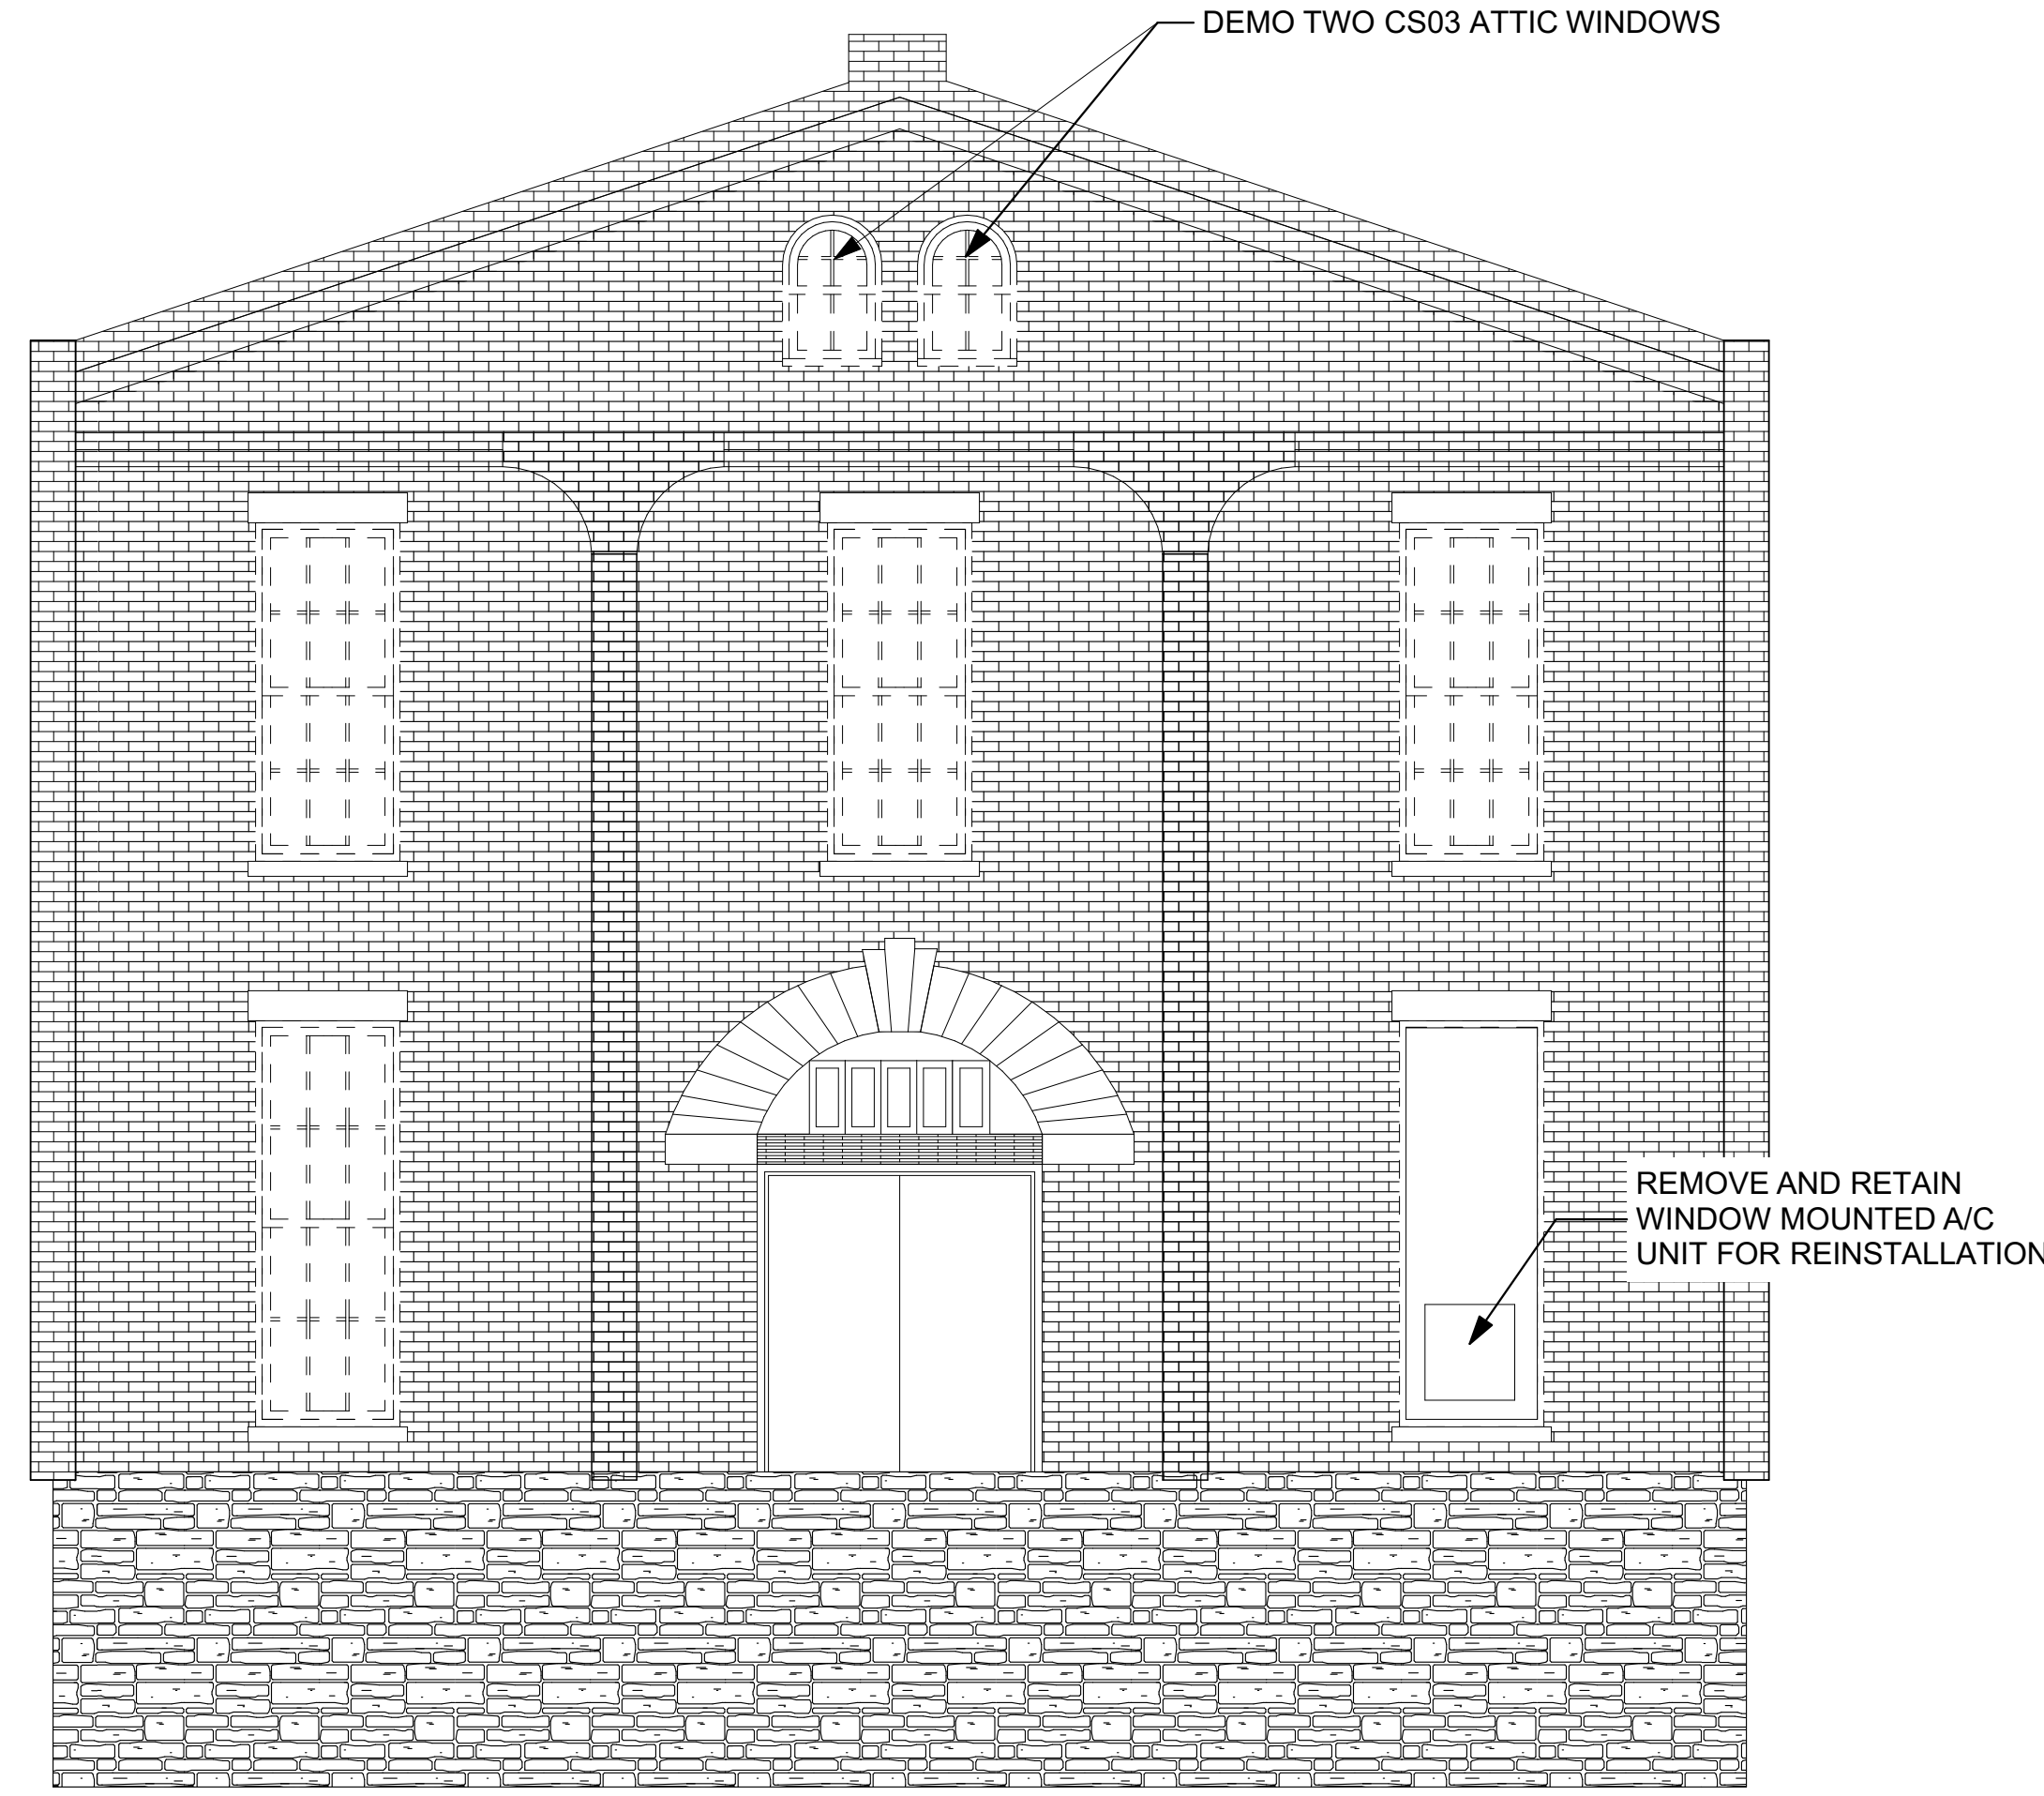 DEMO TWO CS03 ATTIC WINDOWS
REMOVE AND RETAIN
WINDOW MOUNTED A/C
UNIT FOR REINSTALLATION